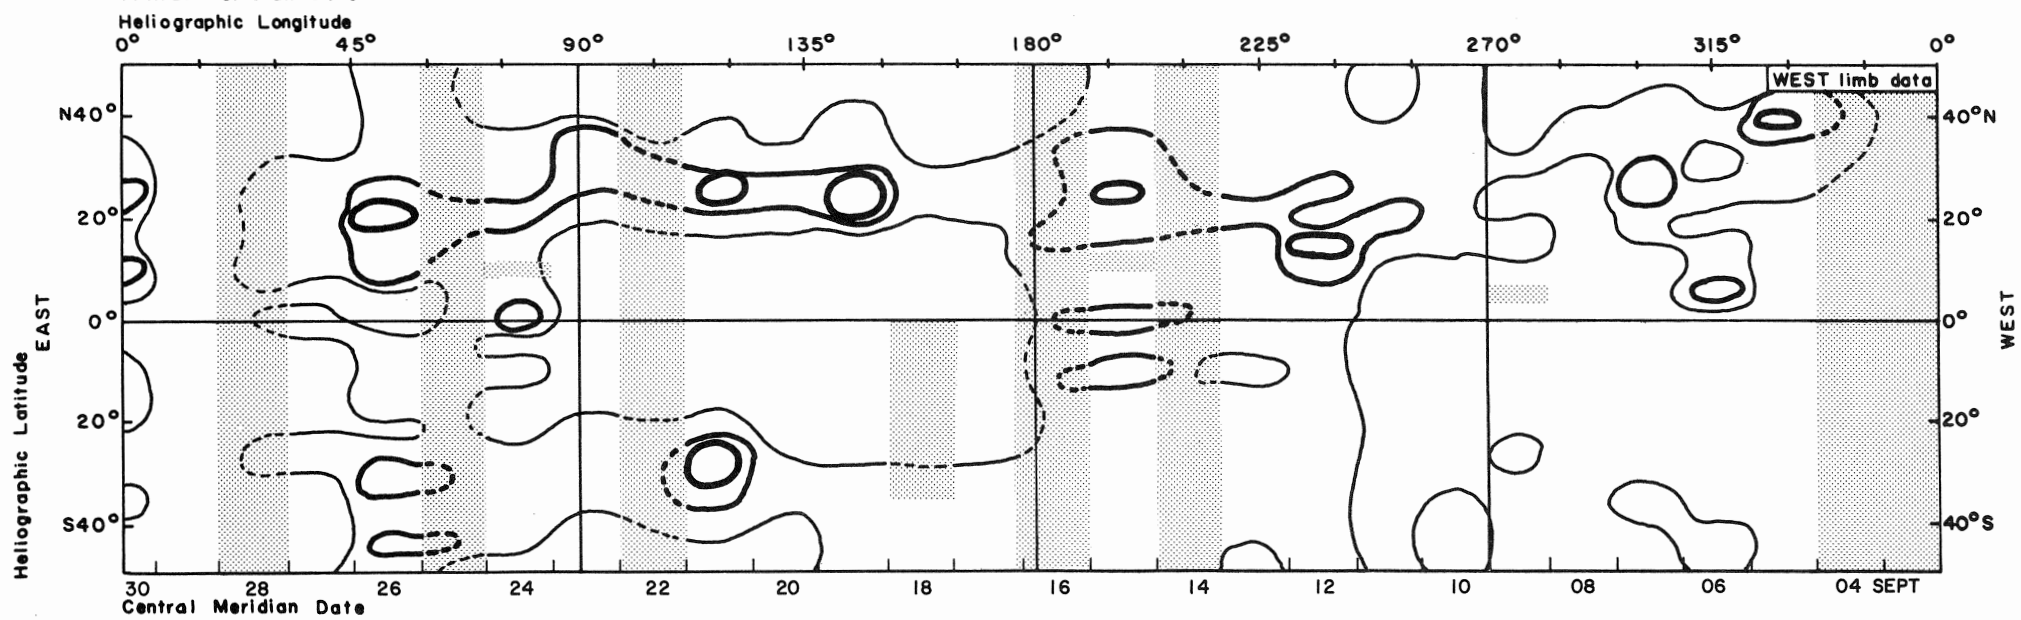 Heliographic Longitude
0° 45° 90° 135° 180° 225° 270° 315° 0°
WEST limb data
N40° 40°N
20° 20°
EAST
0° 0°
WEST
Heliographic Latitude
20° 20°
S40° 40°S
30 28 26 24 22 20 18 16 14 12 10 08 06 04 SEPT
Central Meridian Date